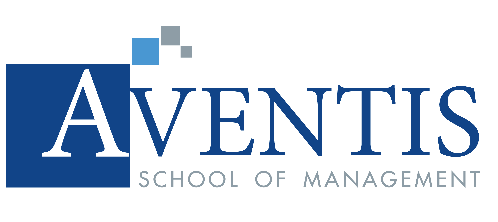 AVENTIS
SCHOOL OF MANAGEMENT